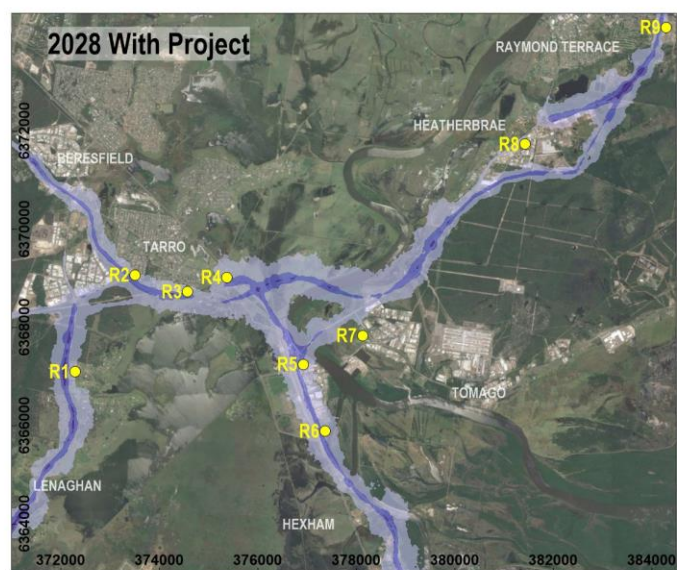 2028 With Project
R9
RAYMOND TERRACE
HEATHERBRAE
R8
BERESFIELD
TARRO
R2
R3
R4
R7
R5
R1
TOMAGO
R6
LENAGHAN
HEXHAM
6372000
6370000
6368000
6366000
6364000
372000 374000 376000 378000 380000 382000 384000